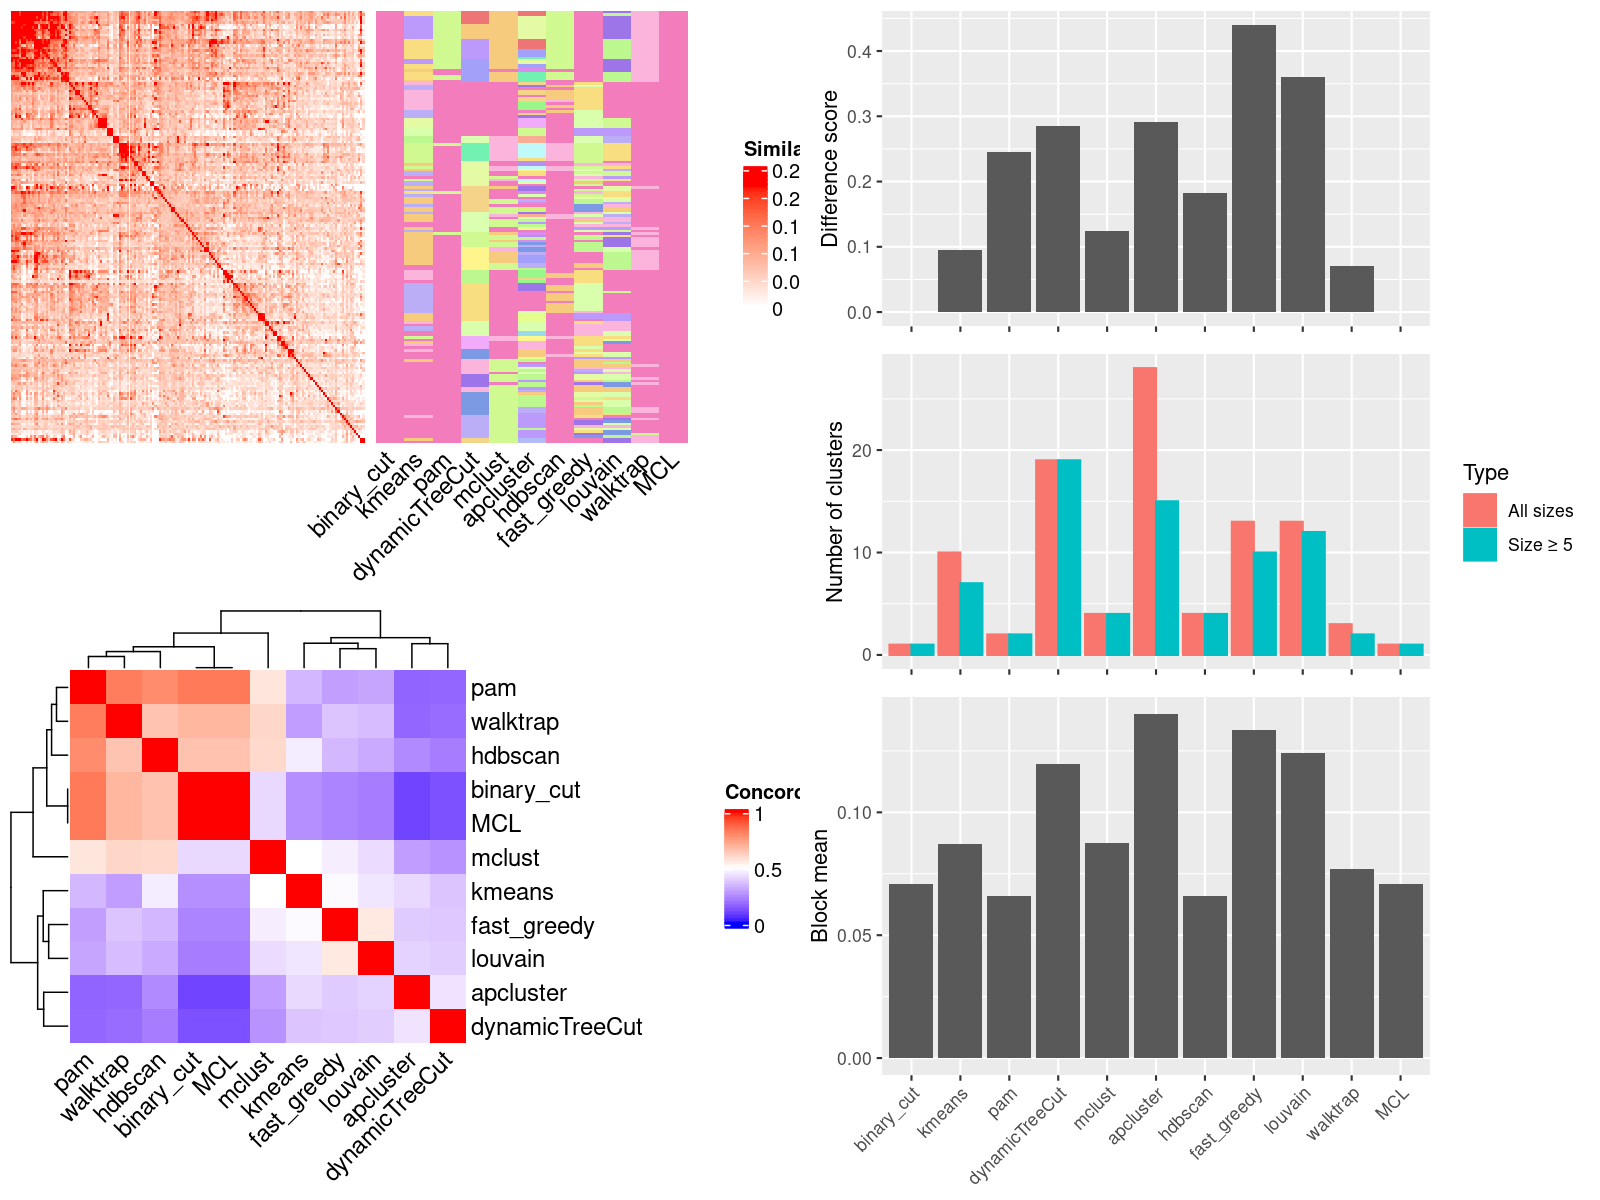 Simila
0.2
0.2
0.1
0.1
0.0
0
binary_cut
kmeans
pam
dynamicTreeCut
mclust
apcluster
hdbscan
fast_greedy
louvain
walktrap
MCL
pam
walktrap
hdbscan
binary_cut
MCL
mclust
kmeans
fast_greedy
louvain
apcluster
dynamicTreeCut
pam
walktrap
hdbscan
binary_cut
MCL
mclust
kmeans
fast_greedy
louvain
apcluster
dynamicTreeCut
Concord
1
0.5
0
Difference score
0.4
0.3
0.2
0.1
0.0
Number of clusters
20
10
0
Type
All sizes
Size ≥ 5
Block mean
0.10
0.05
0.00
binary_cut
kmeans
pam
dynamicTreeCut
mclust
apcluster
hdbscan
fast_greedy
louvain
walktrap
MCL